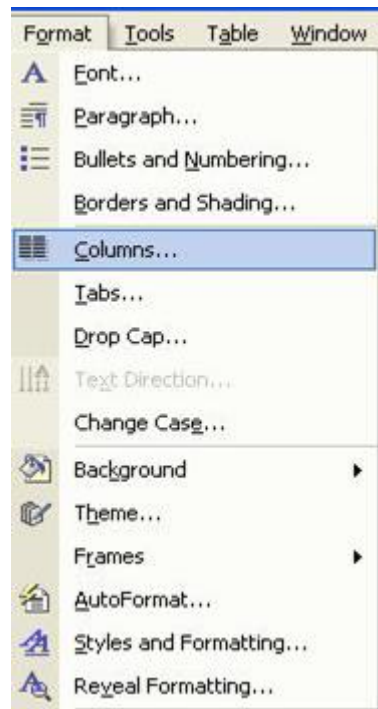 Format Tools Table Window
Font...
Paragraph...
Bullets and Numbering...
Borders and Shading...
Columns...
Tabs...
Drop Cap...
Text Direction...
Change Case...
Background
Theme...
Frames
AutoFormat...
Styles and Formatting...
Reveal Formatting...